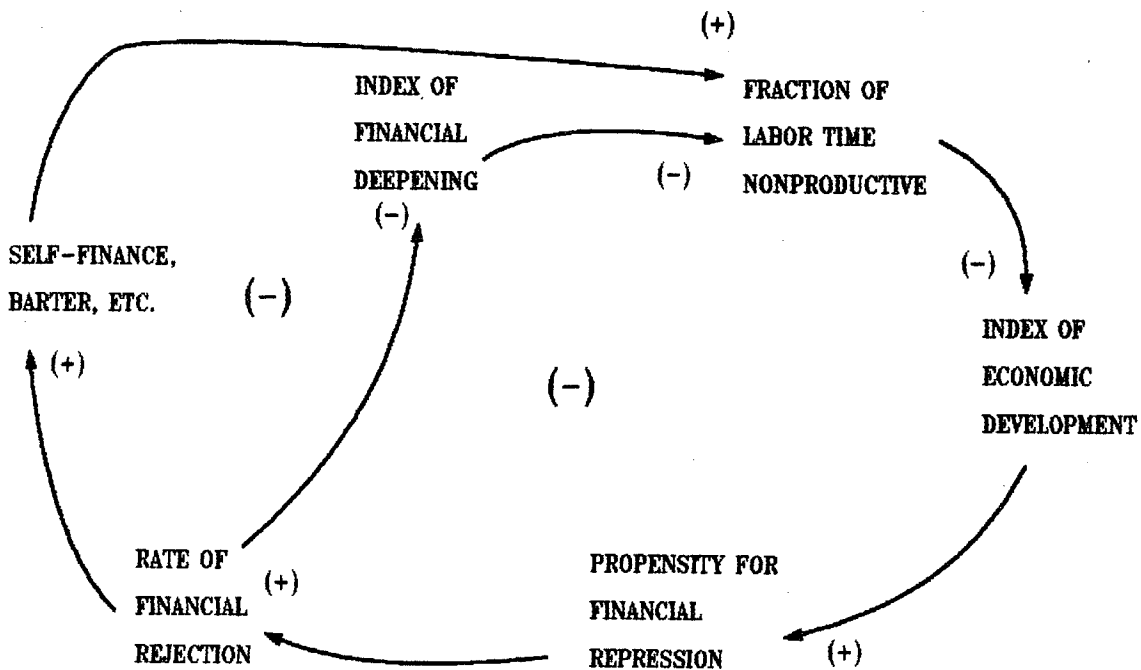 (+)
INDEX OF
FINANCIAL
DEEPENING
(-)
FRACTION OF
LABOR TIME
NONPRODUCTIVE
(-)
SELF-FINANCE,
BARTER, ETC.
(-)
(-)
INDEX OF
ECONOMIC
DEVELOPMENT
(+)
(-)
RATE OF
FINANCIAL
REJECTION
(+)
PROPENSITY FOR
FINANCIAL
REPRESSION
(+)